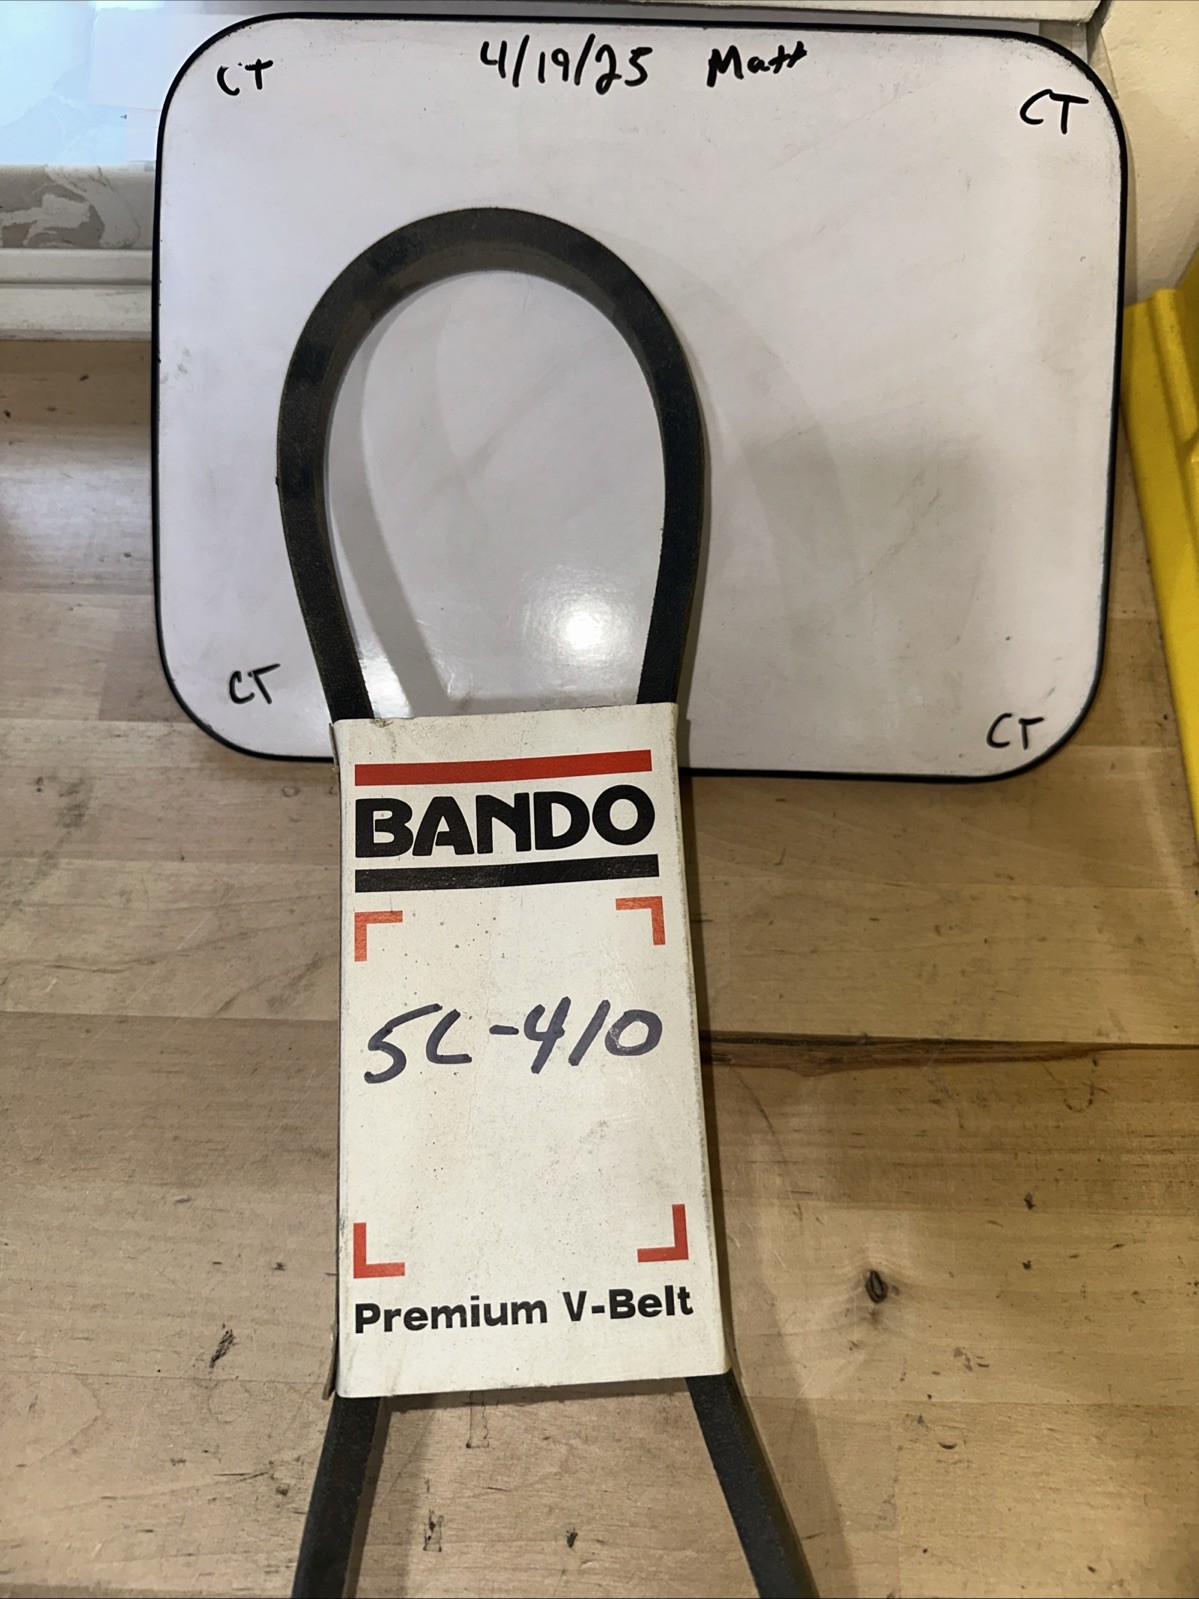 4/19/25 Matt
CT
CT
CT
CT
BANDO
5L-410
Premium V-Belt